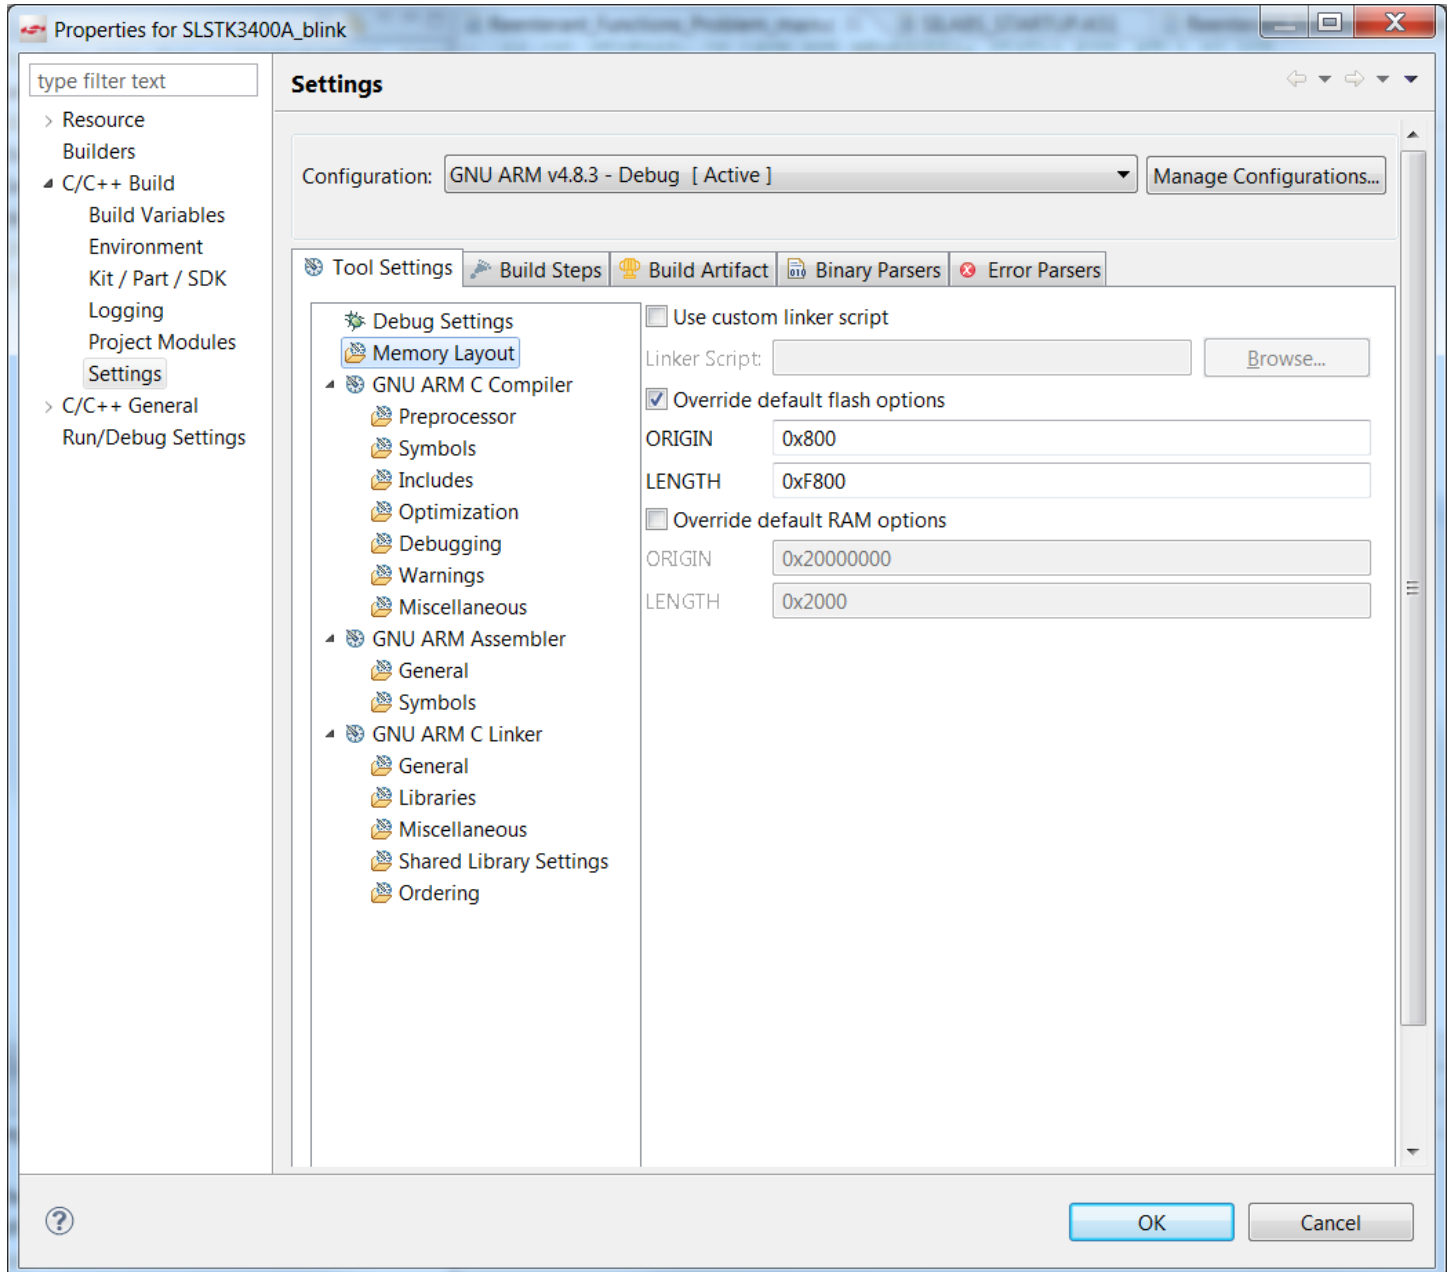 Properties for SLSTK3400A_blink
type filter text
Settings
Resource
Builders
C/C++ Build
Build Variables
Environment
Kit / Part / SDK
Logging
Project Modules
Settings
C/C++ General
Run/Debug Settings
Configuration:
GNU ARM v4.8.3 - Debug [ Active ]
Manage Configurations...
Tool Settings
Build Steps
Build Artifact
Binary Parsers
Error Parsers
Debug Settings
Memory Layout
GNU ARM C Compiler
Preprocessor
Symbols
Includes
Optimization
Debugging
Warnings
Miscellaneous
GNU ARM Assembler
General
Symbols
GNU ARM C Linker
General
Libraries
Miscellaneous
Shared Library Settings
Ordering
Use custom linker script
Linker Script:
Browse...
Override default flash options
ORIGIN 0x800
LENGTH 0xF800
Override default RAM options
ORIGIN 0x20000000
LENGTH 0x2000
OK
Cancel